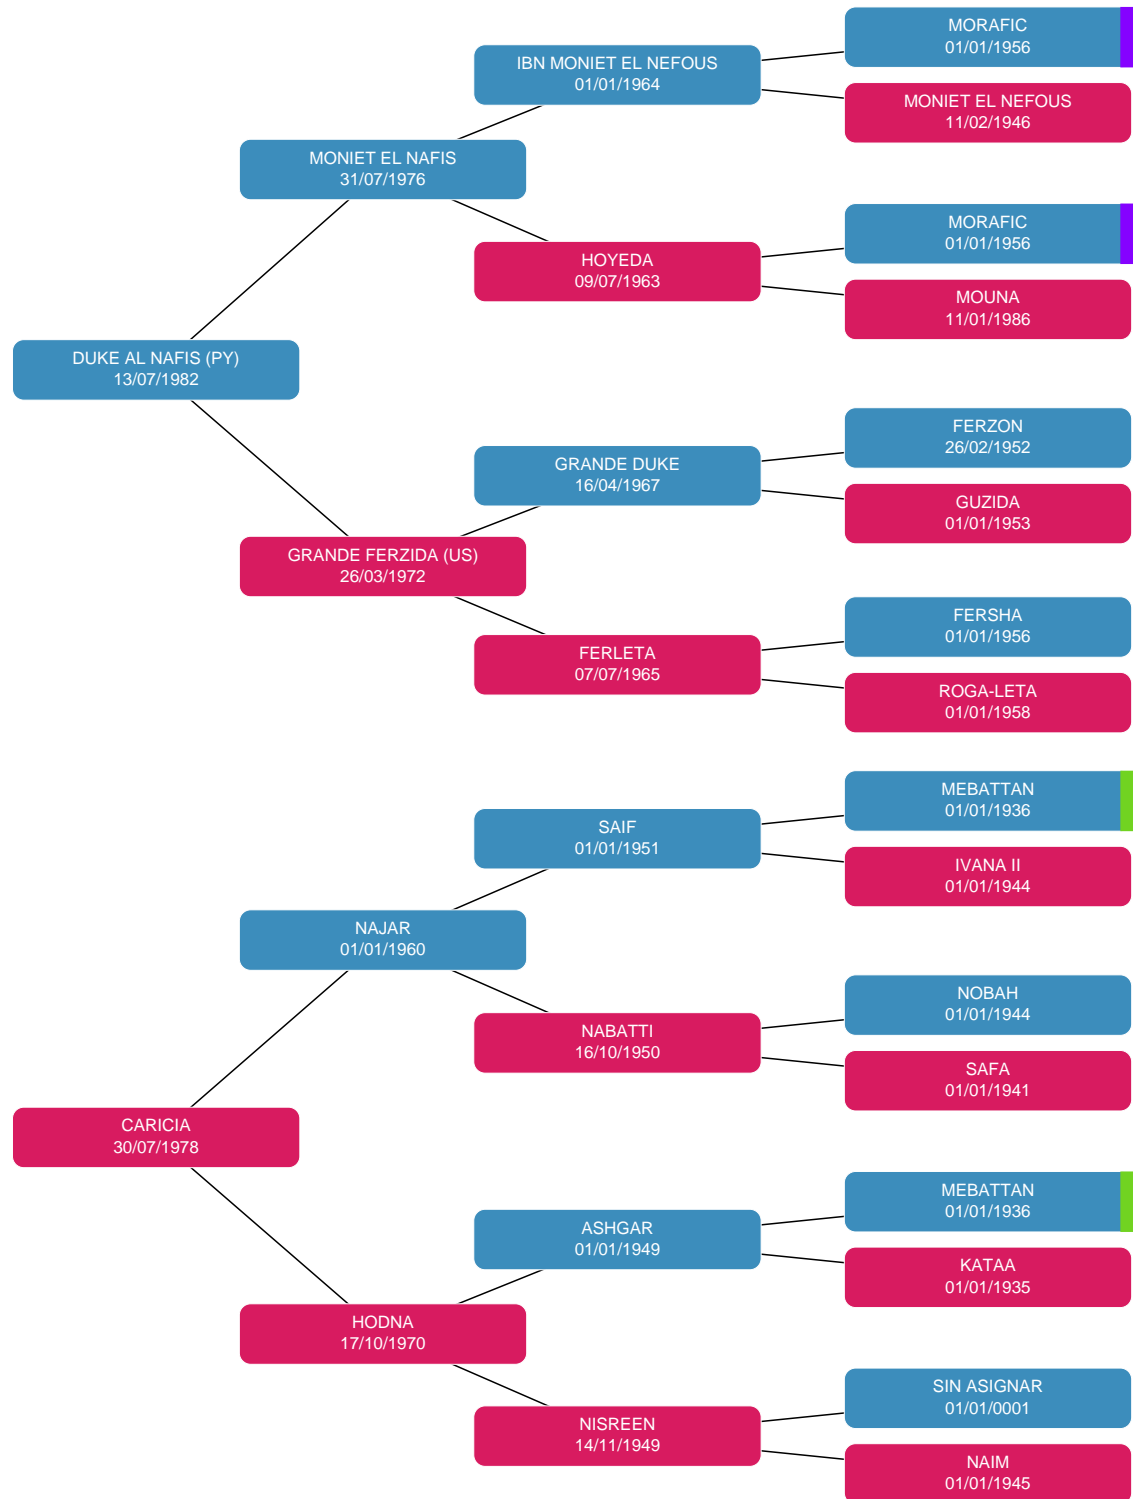 MORAFIC
01/01/1956
IBN MONIET EL NEFOUS
01/01/1964
MONIET EL NEFOUS
11/02/1946
MONIET EL NAFIS
31/07/1976
MORAFIC
01/01/1956
HOYEDA
09/07/1963
MOUNA
11/01/1986
DUKE AL NAFIS (PY)
13/07/1982
FERZON
26/02/1952
GRANDE DUKE
16/04/1967
GUZIDA
01/01/1953
GRANDE FERZIDA (US)
26/03/1972
FERSHA
01/01/1956
FERLETA
07/07/1965
ROGA-LETA
01/01/1958
MEBATTAN
01/01/1936
SAIF
01/01/1951
IVANA II
01/01/1944
NAJAR
01/01/1960
NOBAH
01/01/1944
NABATTI
16/10/1950
SAFA
01/01/1941
CARICIA
30/07/1978
MEBATTAN
01/01/1936
ASHGAR
01/01/1949
KATAA
01/01/1935
HODNA
17/10/1970
SIN ASIGNAR
01/01/0001
NISREEN
14/11/1949
NAIM
01/01/1945